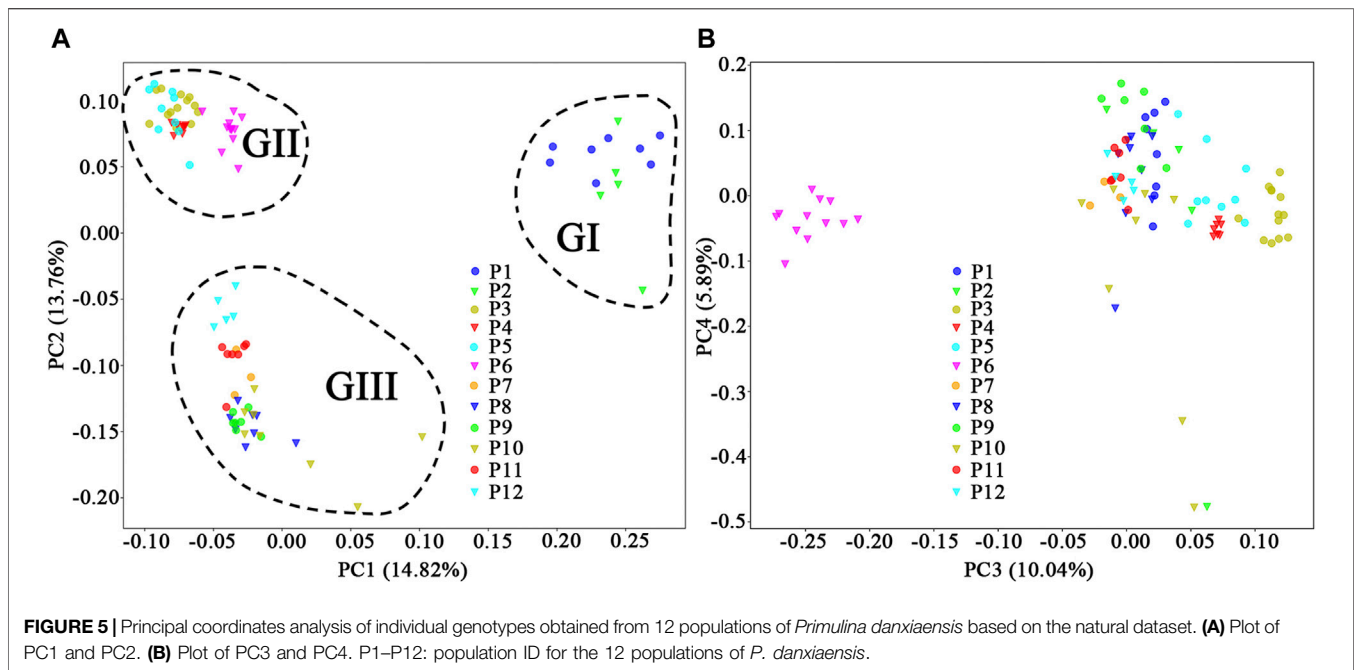 A
B
0.10
0.05
0.00
-0.05
-0.10
-0.15
-0.20
PC2 (13.76%)
GII
GI
GIII
P1
P2
P3
P4
P5
P6
P7
P8
P9
P10
P11
P12
-0.10
-0.05
0.00
0.05
0.10
0.15
0.20
0.25
PC1 (14.82%)
0.2
0.1
0.0
-0.1
-0.2
-0.3
-0.4
-0.5
PC4 (5.89%)
P1
P2
P3
P4
P5
P6
P7
P8
P9
P10
P11
P12
-0.25
-0.20
-0.15
-0.10
-0.05
0.00
0.05
0.10
PC3 (10.04%)
FIGURE 5 | Principal coordinates analysis of individual genotypes obtained from 12 populations of Primulina danxiaensis based on the natural dataset. (A) Plot of
PC1 and PC2. (B) Plot of PC3 and PC4. P1–P12: population ID for the 12 populations of P. danxiaensis.